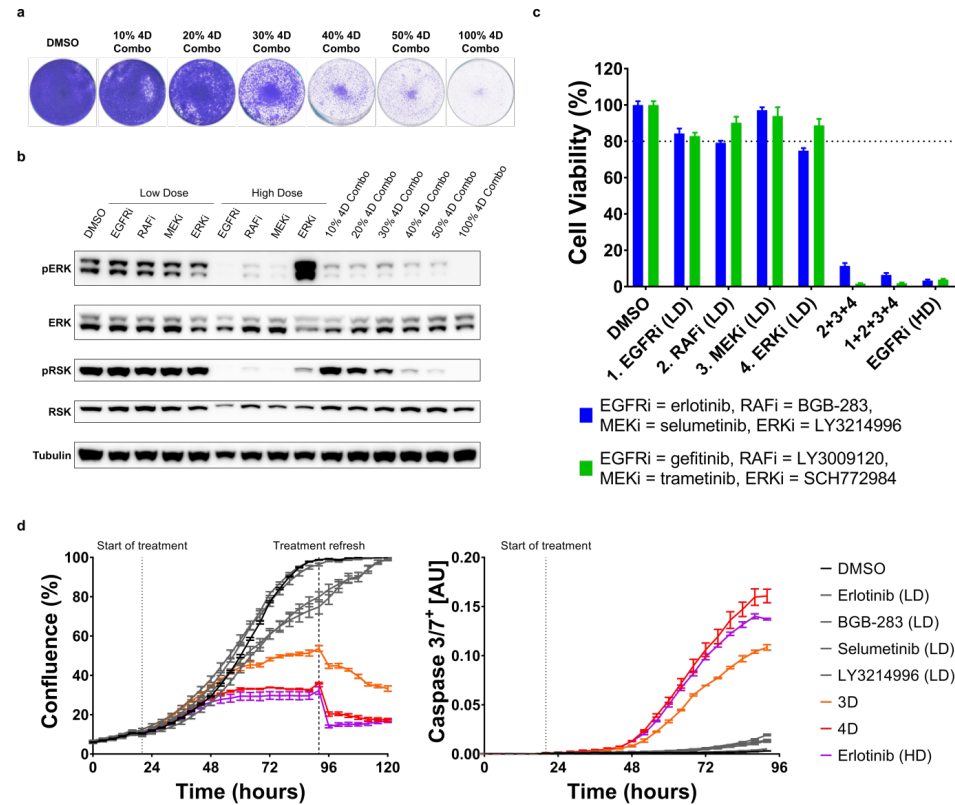 a
DMSO
10% 4D Combo
20% 4D Combo
30% 4D Combo
40% 4D Combo
50% 4D Combo
100% 4D Combo
b
Low Dose
High Dose
DMSO
EGFRi
RAFi
MEKi
ERKi
EGFRi
RAFi
MEKi
ERKi
10% 4D Combo
20% 4D Combo
30% 4D Combo
40% 4D Combo
50% 4D Combo
100% 4D Combo
pERK
ERK
pRSK
RSK
Tubulin
c
Cell Viability (%)
120
100
80
60
40
20
0
DMSO
1. EGFRi (LD)
2. RAFi (LD)
3. MEKi (LD)
4. ERKi (LD)
2+3+4
1+2+3+4
EGFRi (HD)
EGFRi = erlotinib, RAFi = BGB-283,
MEKi = selumetinib, ERKi = LY3214996
EGFRi = gefitinib, RAFi = LY3009120,
MEKi = trametinib, ERKi = SCH772984
d
Start of treatment
Treatment refresh
Confluence (%)
100
80
60
40
20
0
24
48
72
96
120
Time (hours)
Start of treatment
Caspase 3/7+ [AU]
0.20
0.15
0.10
0.05
0.00
0
24
48
72
96
Time (hours)
DMSO
Erlotinib (LD)
BGB-283 (LD)
Selumetinib (LD)
LY3214996 (LD)
3D
4D
Erlotinib (HD)